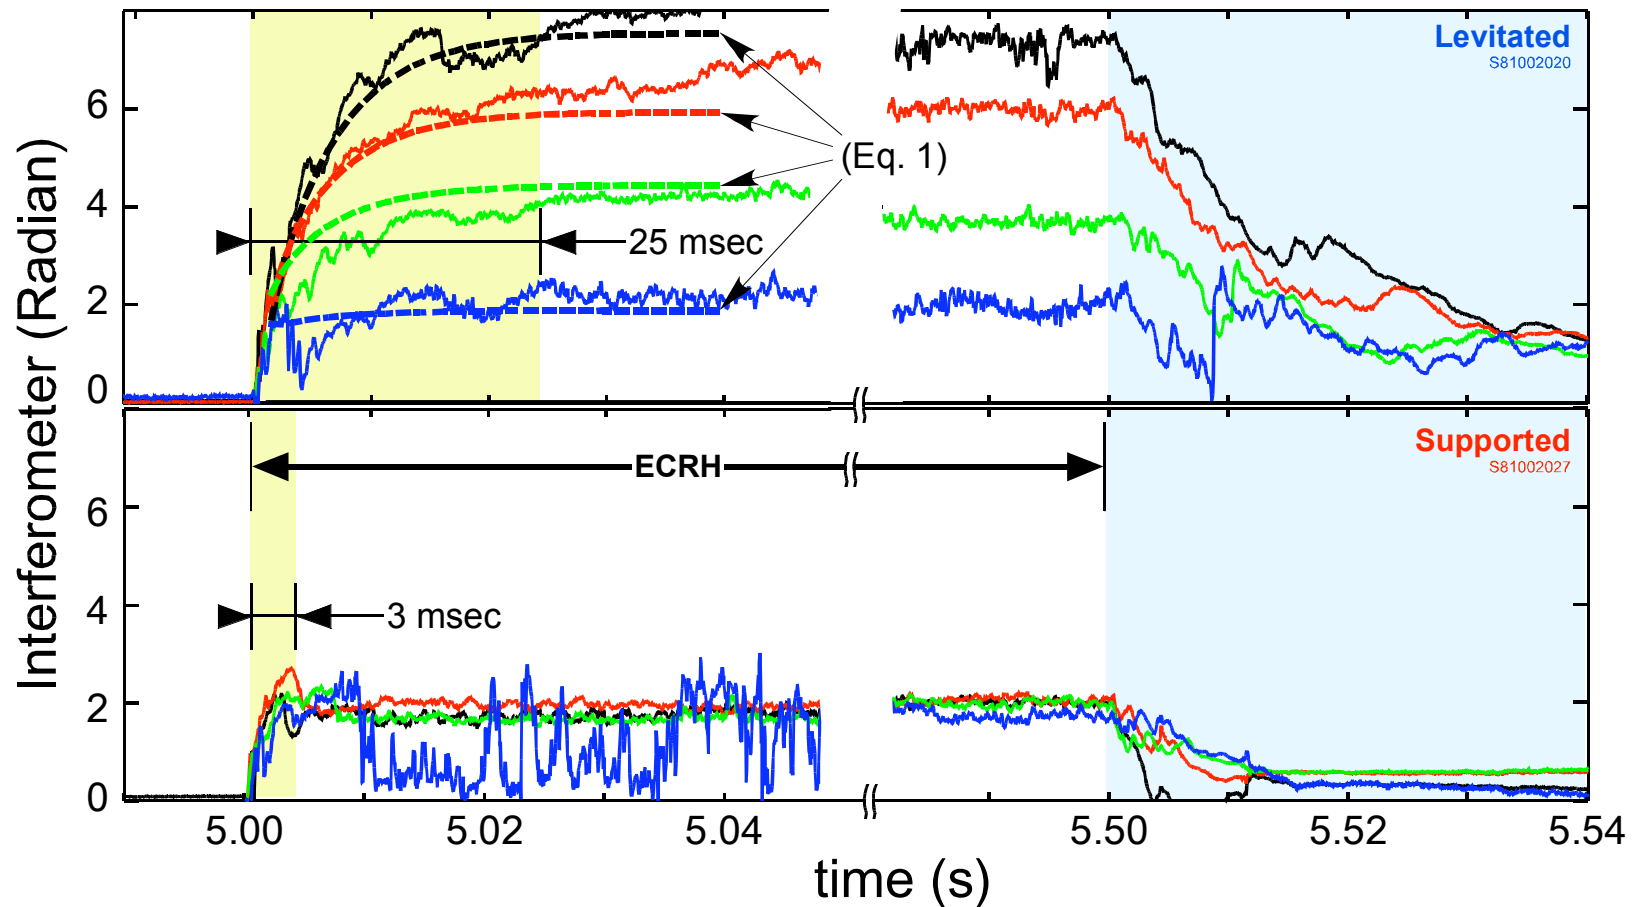 Interferometer (Radian)
Levitated
S81002020
6
4
2
0
(Eq. 1)
25 msec
Supported
S81002027
ECRH
6
4
2
0
3 msec
5.00 5.02 5.04 5.50 5.52 5.54
time (s)